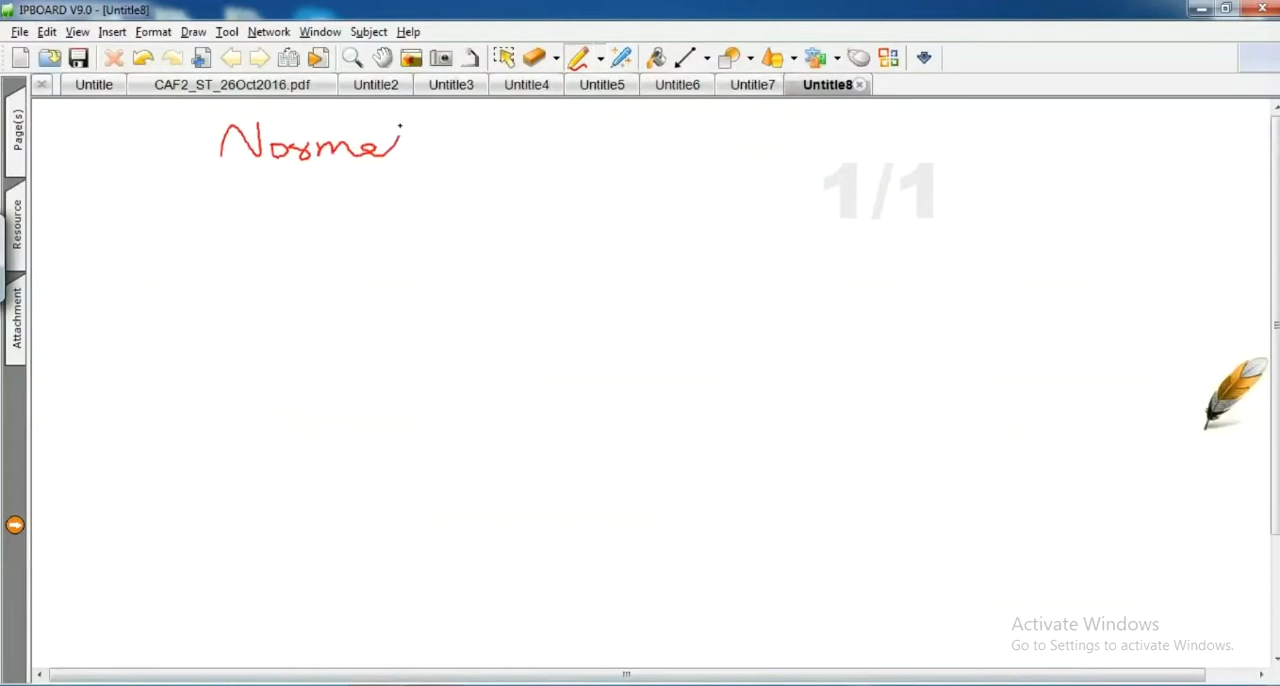 IPBOARD V9.0 - [Untitle8]
File Edit View Insert Format Draw Tool Network Window Subject Help
Untitle CAF2_ST_26Oct2016.pdf Untitle2 Untitle3 Untitle4 Untitle5 Untitle6 Untitle7 Untitle8
Page(s)
Resource
Attachment
Norma
1/1
Activate Windows
Go to Settings to activate Windows.